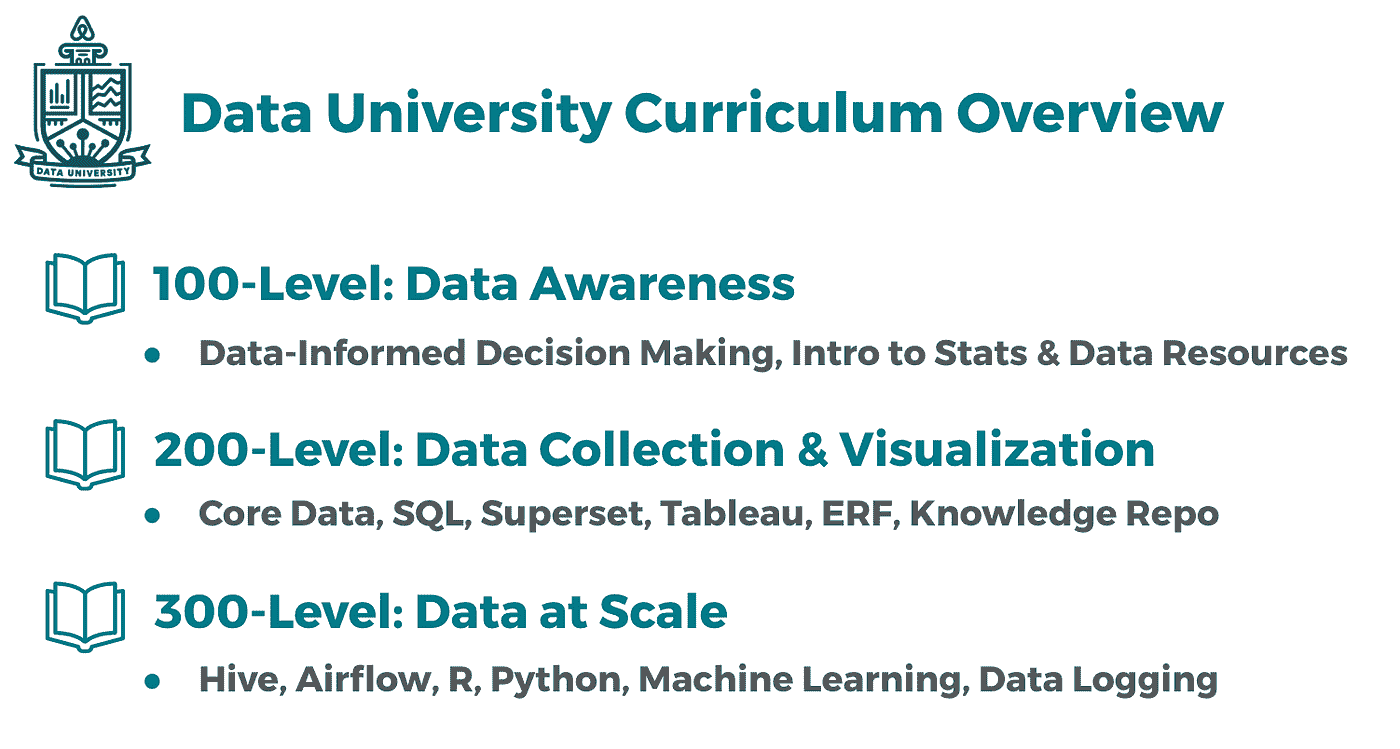 DATA UNIVERSITY
Data University Curriculum Overview
100-Level: Data Awareness
● Data-Informed Decision Making, Intro to Stats & Data Resources
200-Level: Data Collection & Visualization
● Core Data, SQL, Superset, Tableau, ERF, Knowledge Repo
300-Level: Data at Scale
● Hive, Airflow, R, Python, Machine Learning, Data Logging